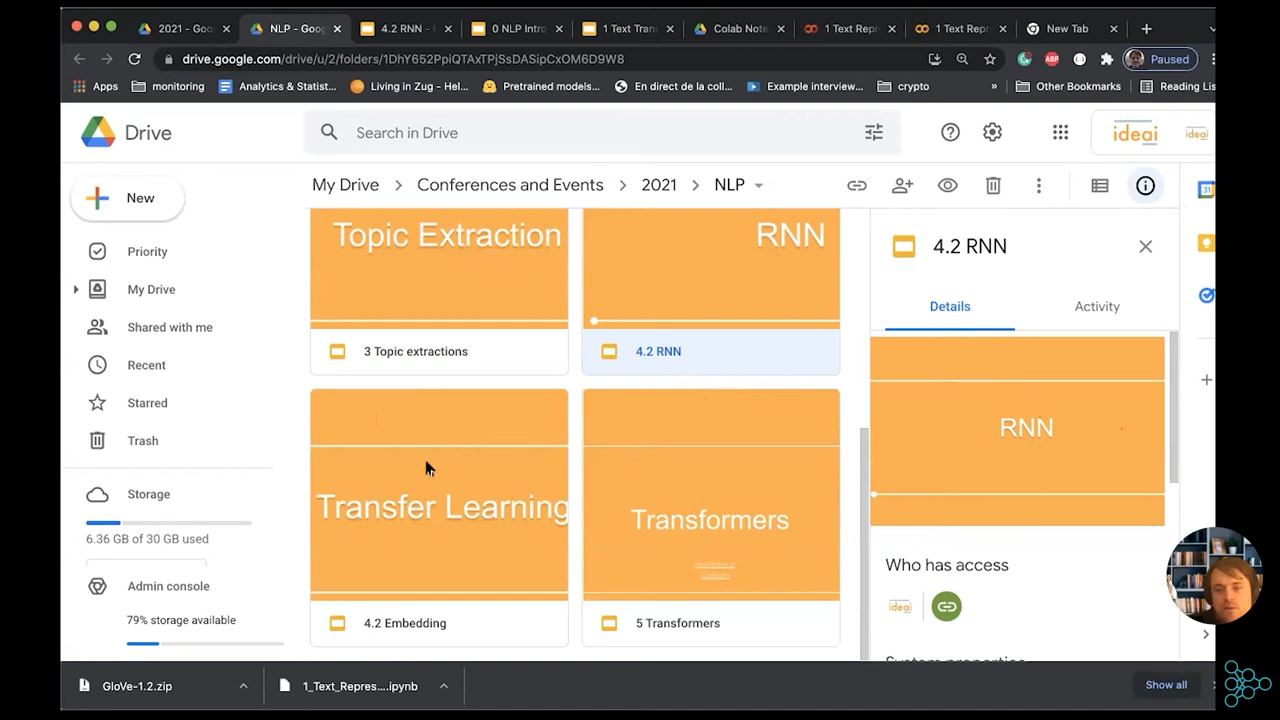 2021 - Goo
NLP - Goog
4.2 RNN -
0 NLP Intro
1 Text Trans
Colab Note
1 Text Repr
1 Text Repr
New Tab
drive.google.com/drive/u/2/folders/1DhY652PpiQTAxTPjSsDASipCxOM6D9W8
ABP
Paused
Apps
monitoring
Analytics & Statist...
Living in Zug - Hel...
Pretrained models...
En direct de la coll...
Example interview...
crypto
»
Other Bookmarks
Reading Lis
Drive
Search in Drive
ideai
ideai
New
My Drive > Conferences and Events > 2021 > NLP
31
Priority
My Drive
Shared with me
Recent
Starred
Trash
Storage
6.36 GB of 30 GB used
Admin console
79% storage available
Topic Extraction
3 Topic extractions
RNN
4.2 RNN
Transfer Learning
4.2 Embedding
Transformers
5 Transformers
4.2 RNN
Details
Activity
RNN
Who has access
ideai
System properties
GloVe-1.2.zip
1_Text_Repres....ipynb
Show all